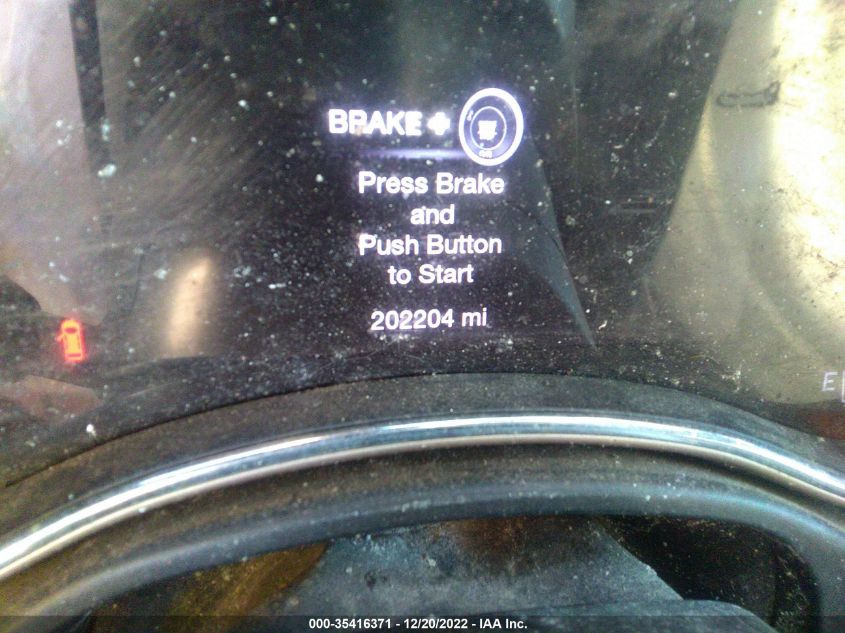 BRAKE +
Press Brake
and
Push Button
to Start
202204 mi
E
000-35416371 - 12/20/2022 - IAA Inc.